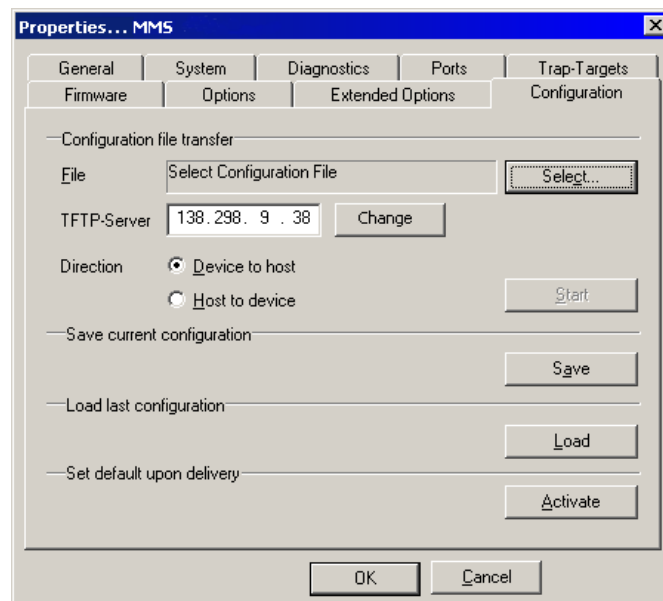 Properties... MMS
General System Diagnostics Ports Trap-Targets
Firmware Options Extended Options Configuration
Configuration file transfer
File Select Configuration File Select...
TFTP-Server 138.298. 9 . 38 Change
Direction Device to host
Host to device Start
Save current configuration
Save
Load last configuration
Load
Set default upon delivery
Activate
OK Cancel